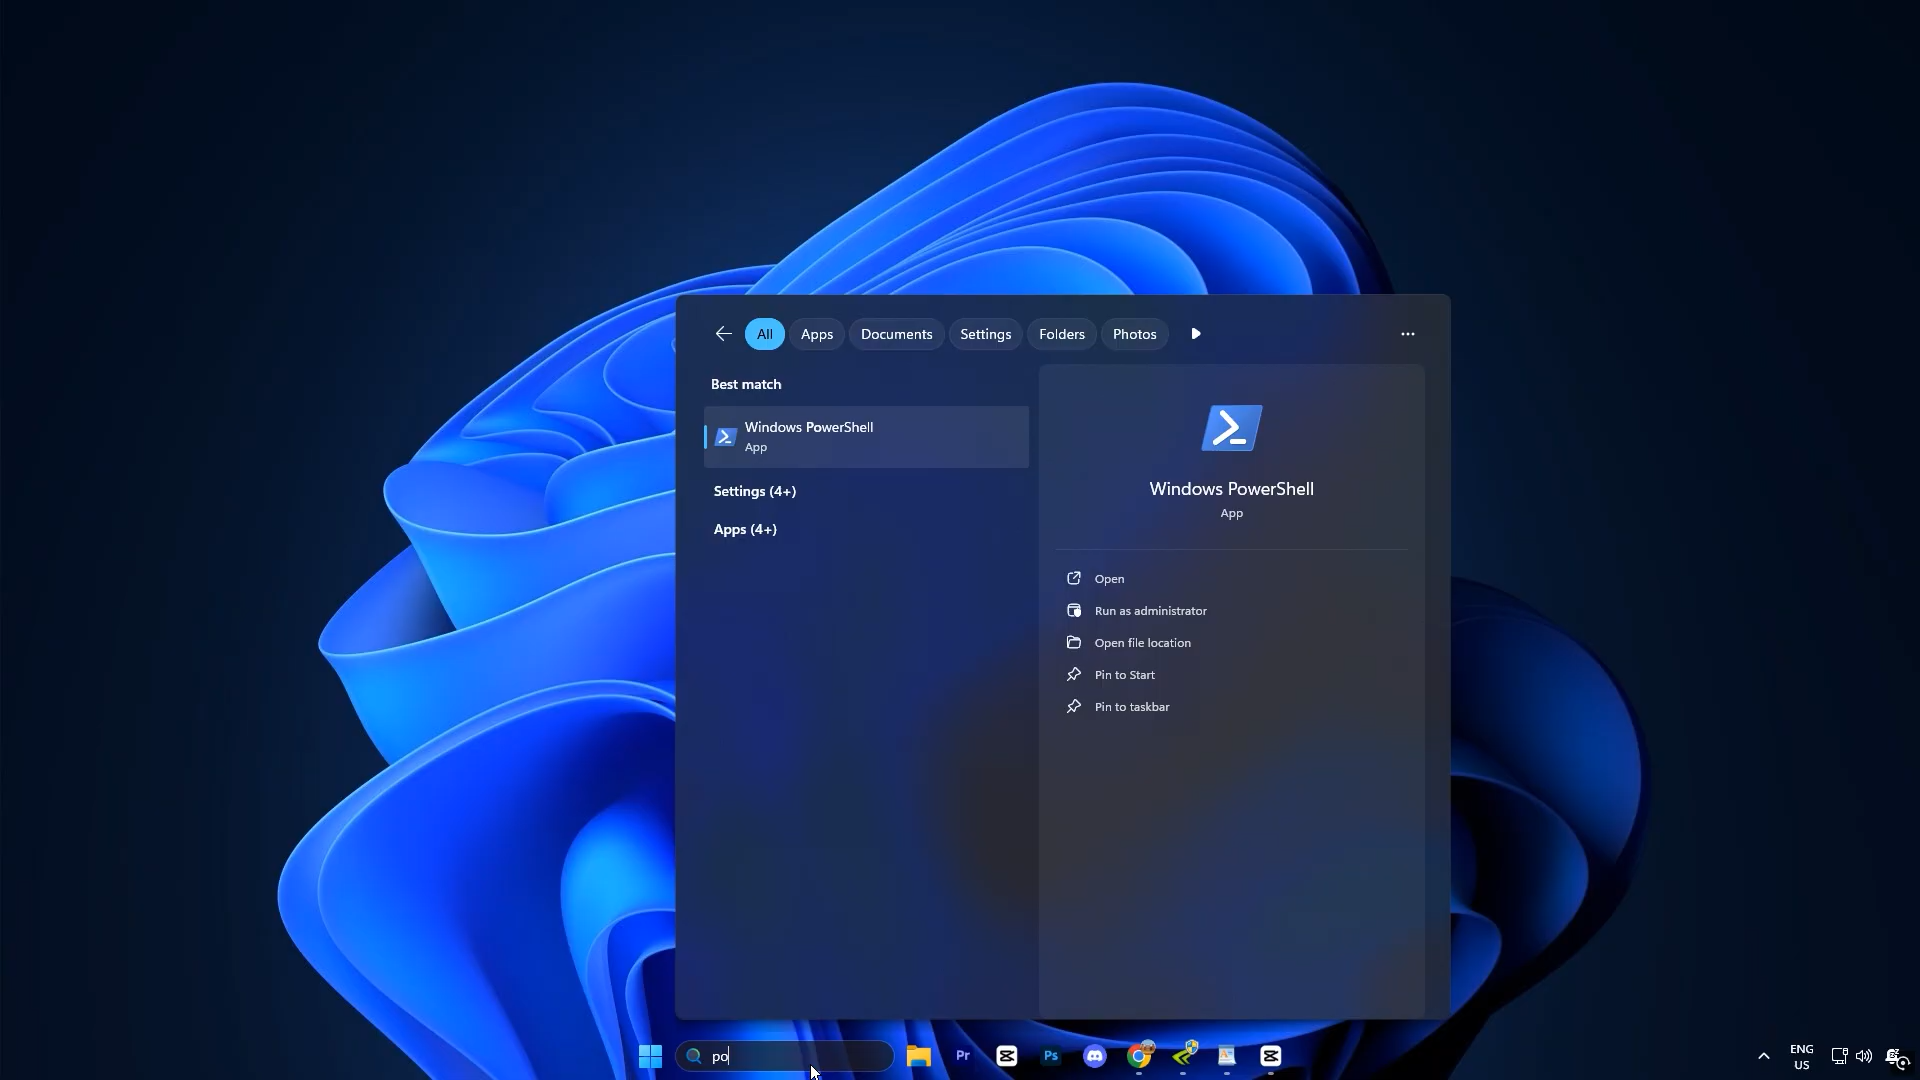 All
Apps
Documents
Settings
Folders
Photos
Best match
Windows PowerShell
App
Settings (4+)
Apps (4+)
Windows PowerShell
App
Open
Run as administrator
Open file location
Pin to Start
Pin to taskbar
po
Pr
Ps
ENG
US